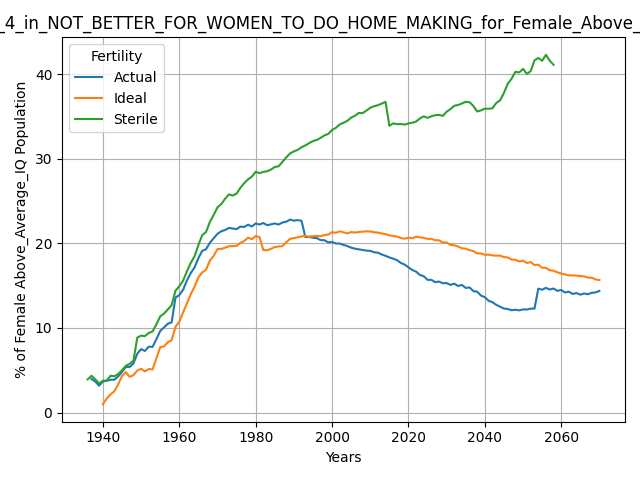 _4_in_NOT_BETTER_FOR_WOMEN_TO_DO_HOME_MAKING_for_Female_Above_
Fertility
Actual
Ideal
Sterile
% of Female Above_Average_IQ Population
40
30
20
10
0
1940 1960 1980 2000 2020 2040 2060
Years